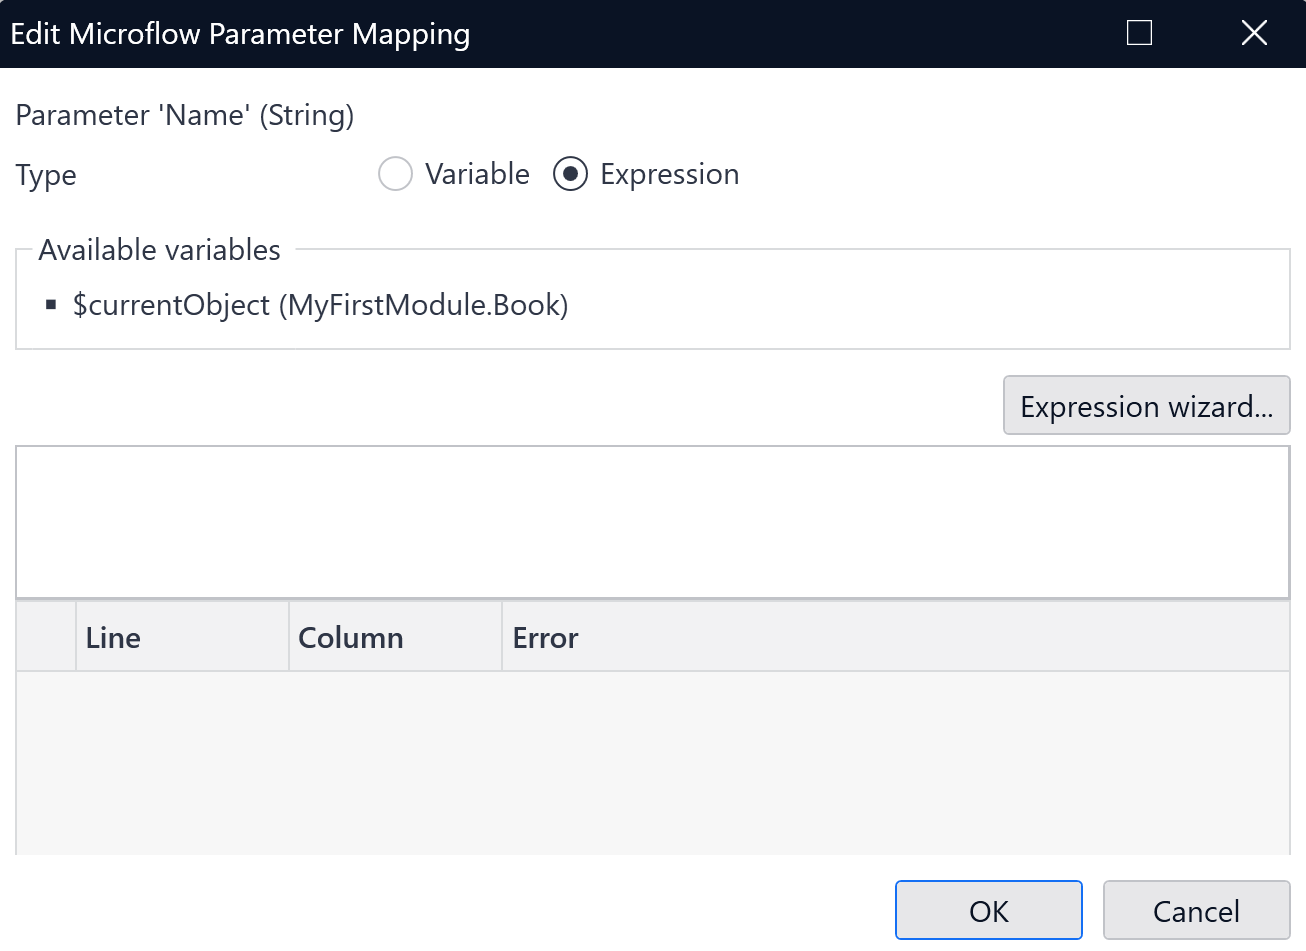 Edit Microflow Parameter Mapping
Parameter 'Name' (String)
Type Variable Expression
Available variables
▪ $currentObject (MyFirstModule.Book)
Expression wizard...
Line Column Error
OK Cancel